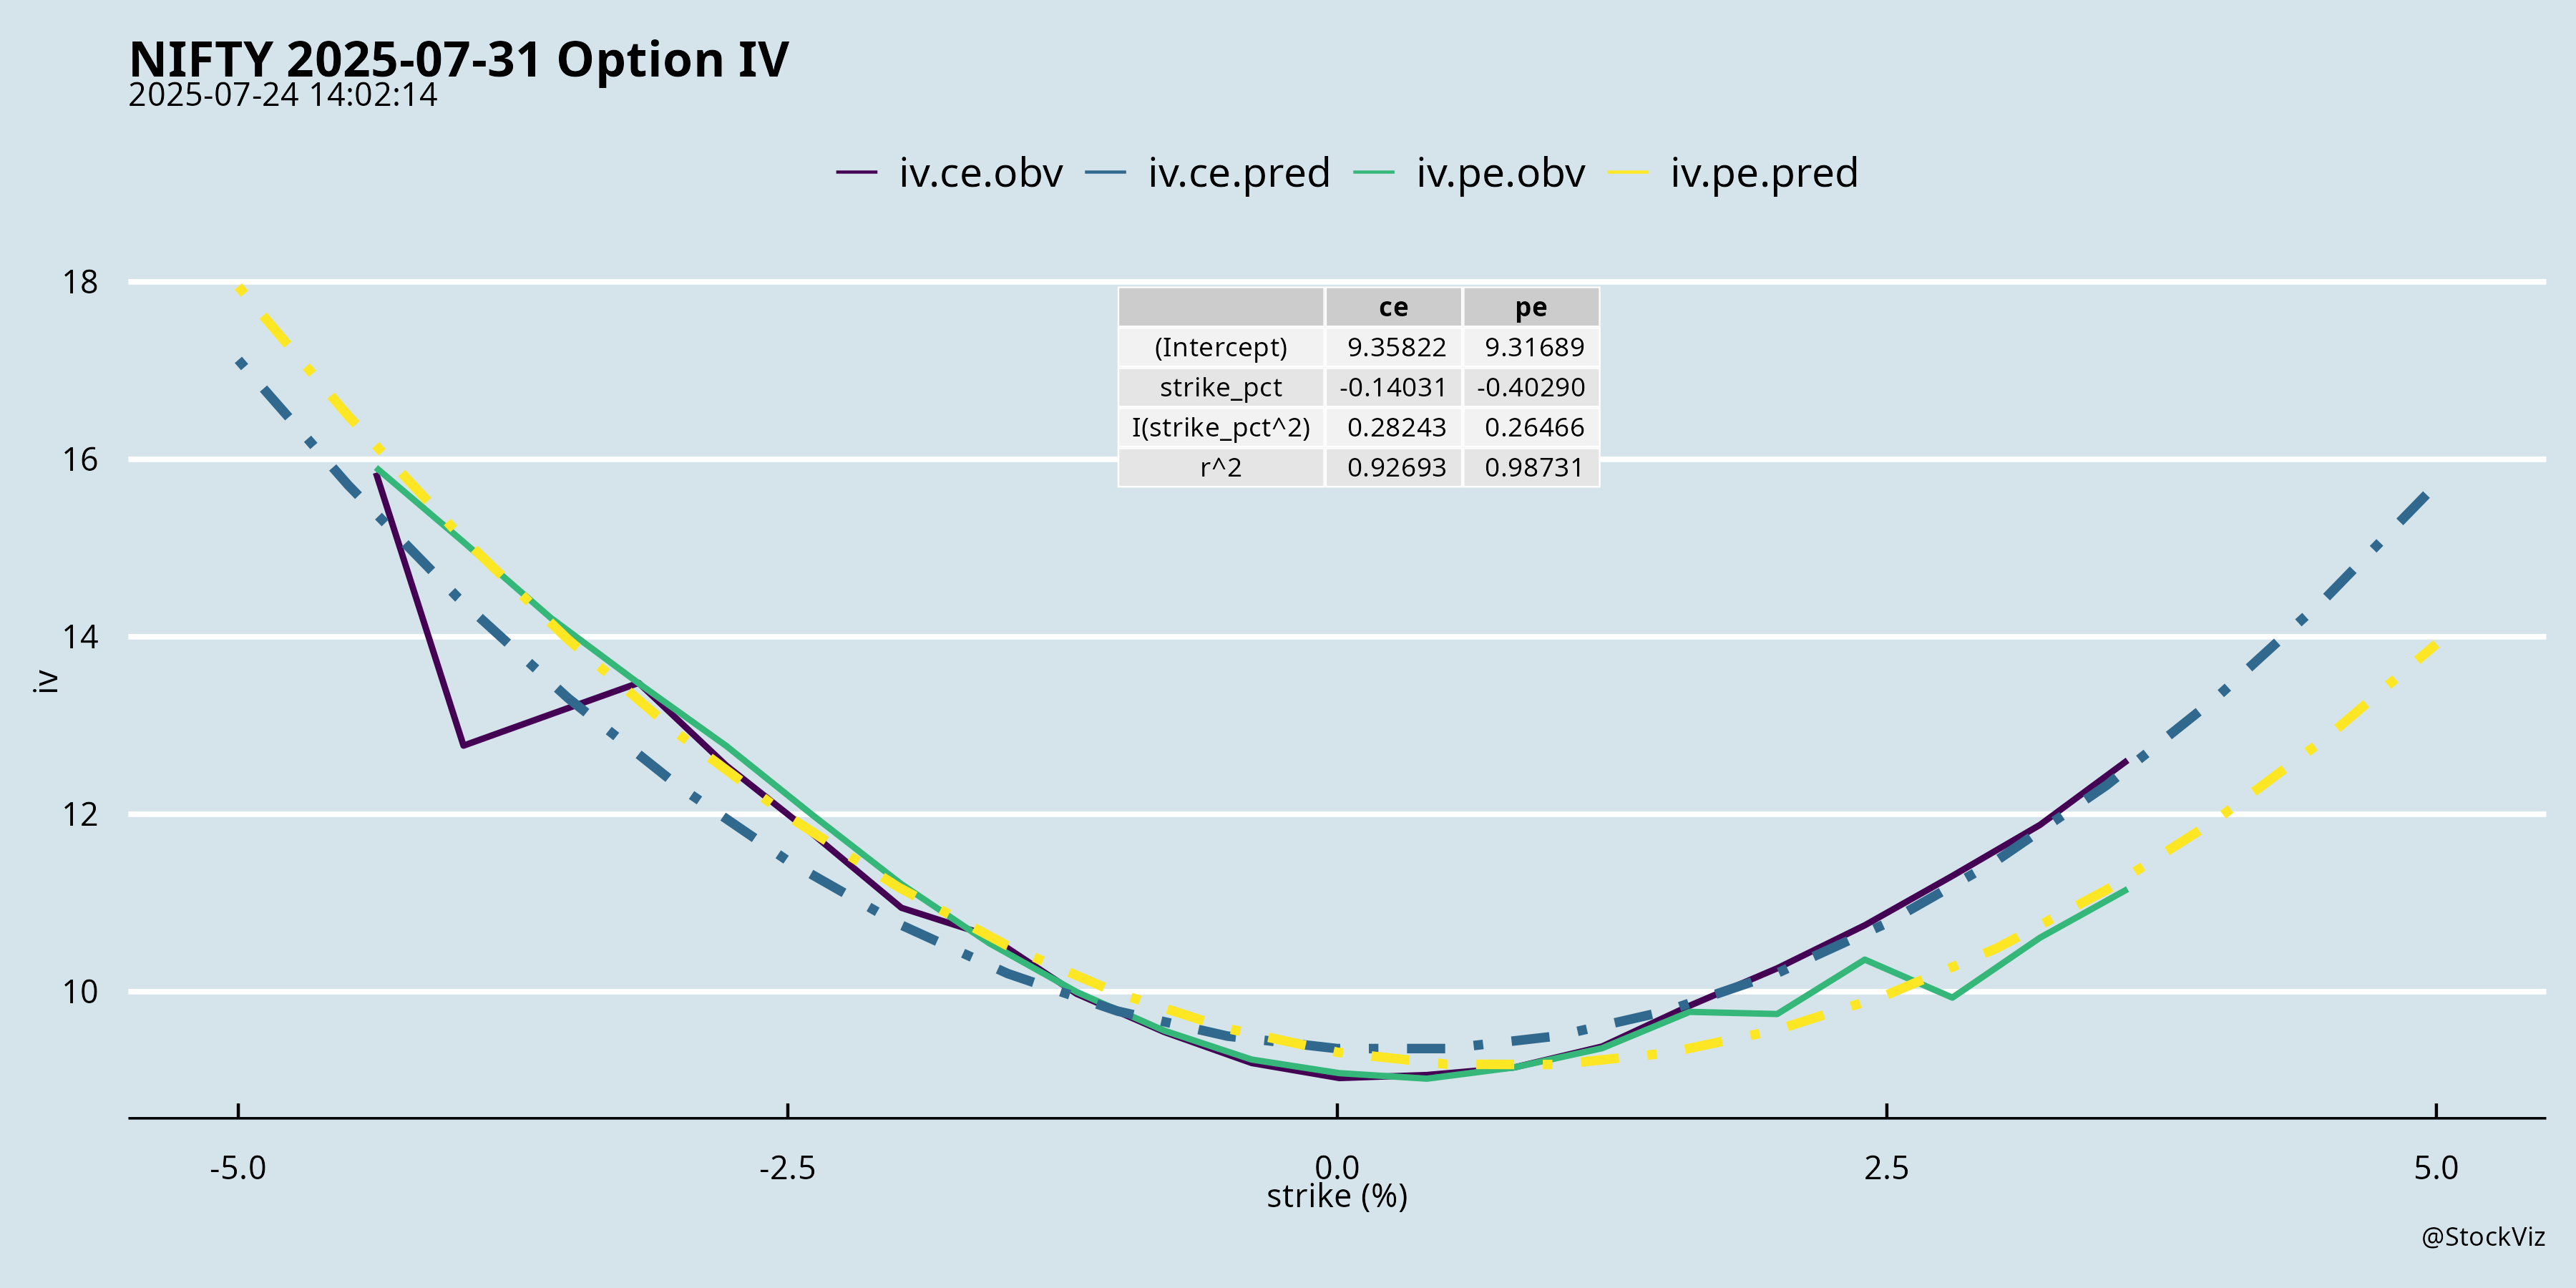 NIFTY 2025-07-31 Option IV
2025-07-24 14:02:14
iv.ce.obv iv.ce.pred iv.pe.obv iv.pe.pred
18
16
14
12
10
iv
ce pe
(Intercept) 9.35822 9.31689
strike_pct -0.14031 -0.40290
I(strike_pct^2) 0.28243 0.26466
r^2 0.92693 0.98731
-5.0 -2.5 0.0 2.5 5.0
strike (%)
@StockViz